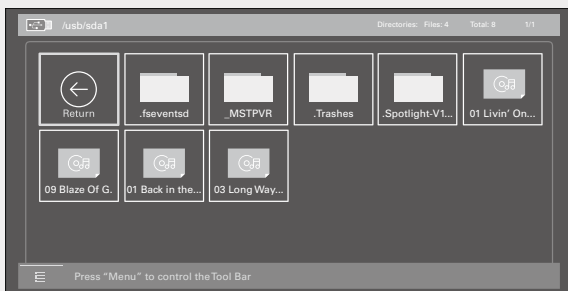 /usb/sda1 Directories: Files: 4 Total: 8 1/1
Return .fseventsd _MSTPVR .Trashes .Spotlight-V1... 01 Livin’ On...
09 Blaze Of G. 01 Back in the... 03 Long Way...
Press “Menu” to control the Tool Bar